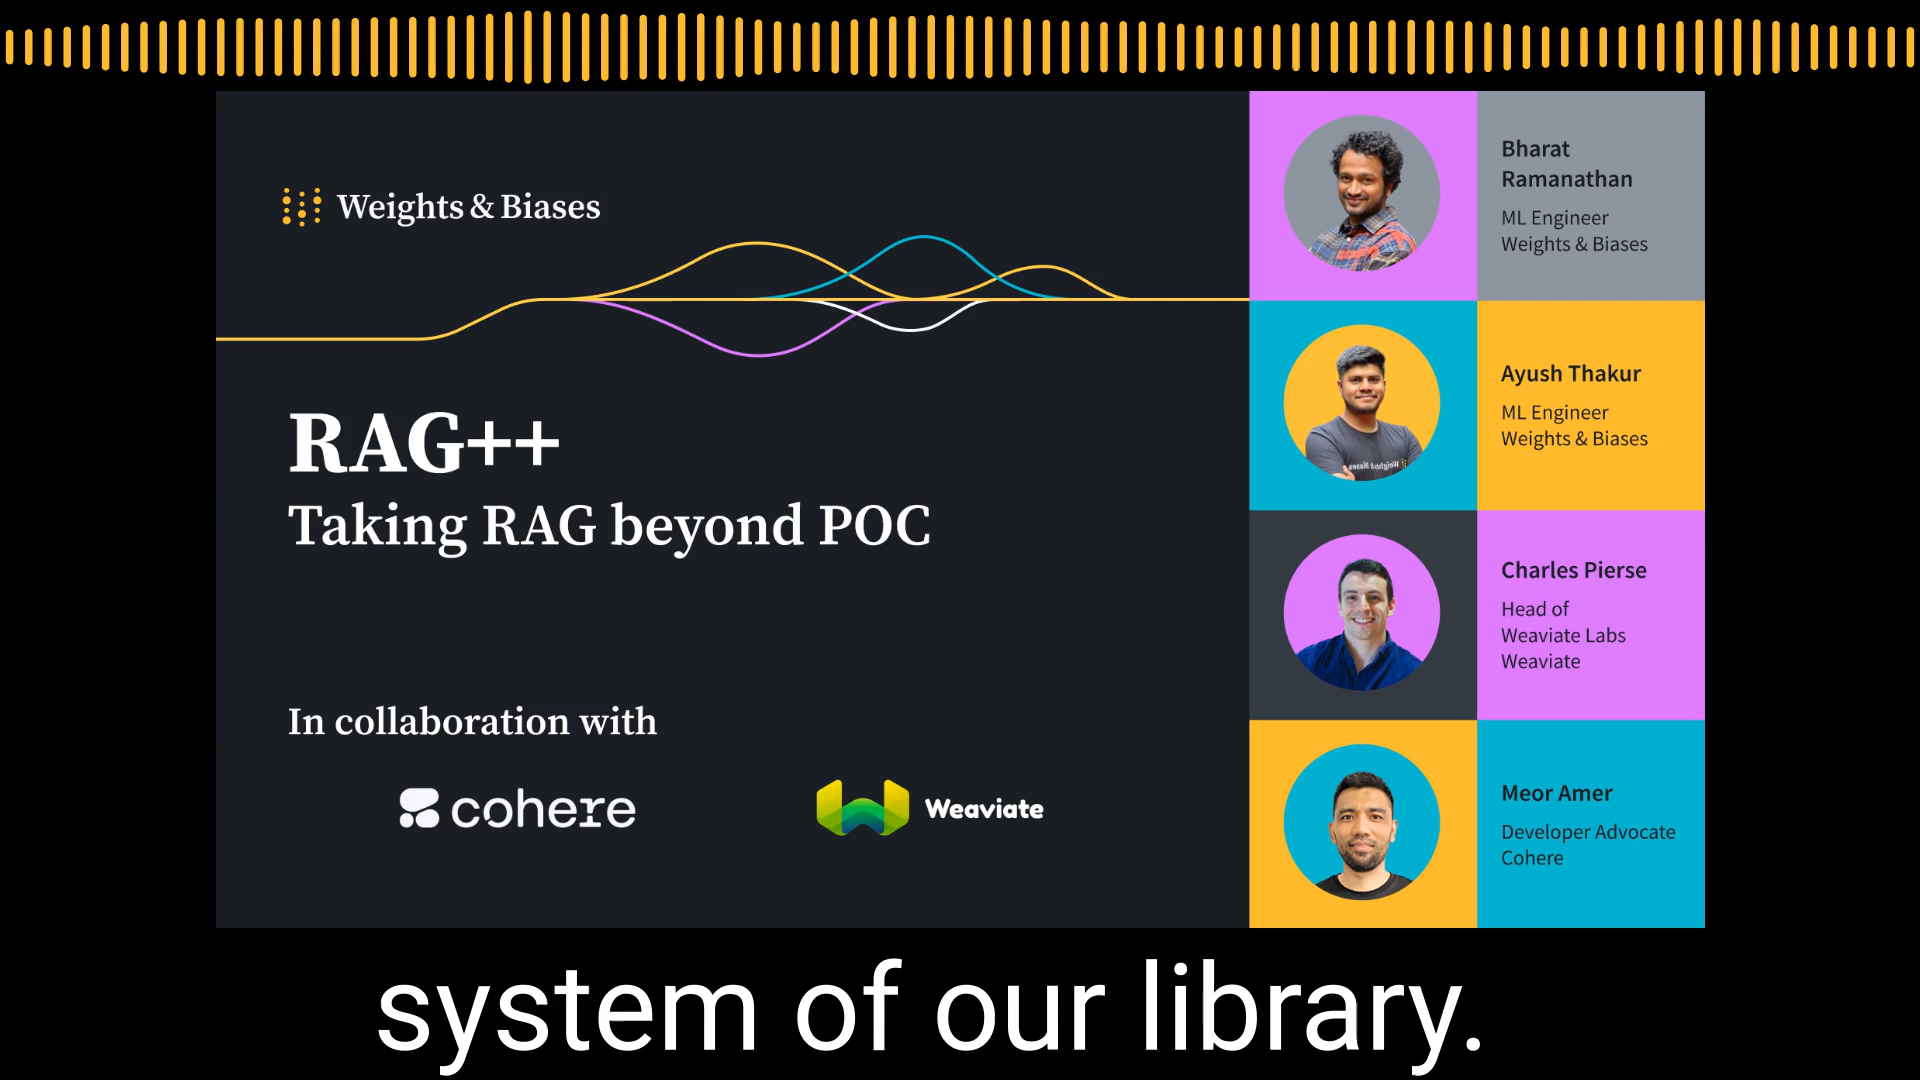 Weights & Biases
RAG++
Taking RAG beyond POC
In collaboration with
cohere
Weaviate
Bharat
Ramanathan
ML Engineer
Weights & Biases
Ayush Thakur
ML Engineer
Weights & Biases
Charles Pierse
Head of
Weaviate Labs
Weaviate
Meor Amer
Developer Advocate
Cohere
system of our library.